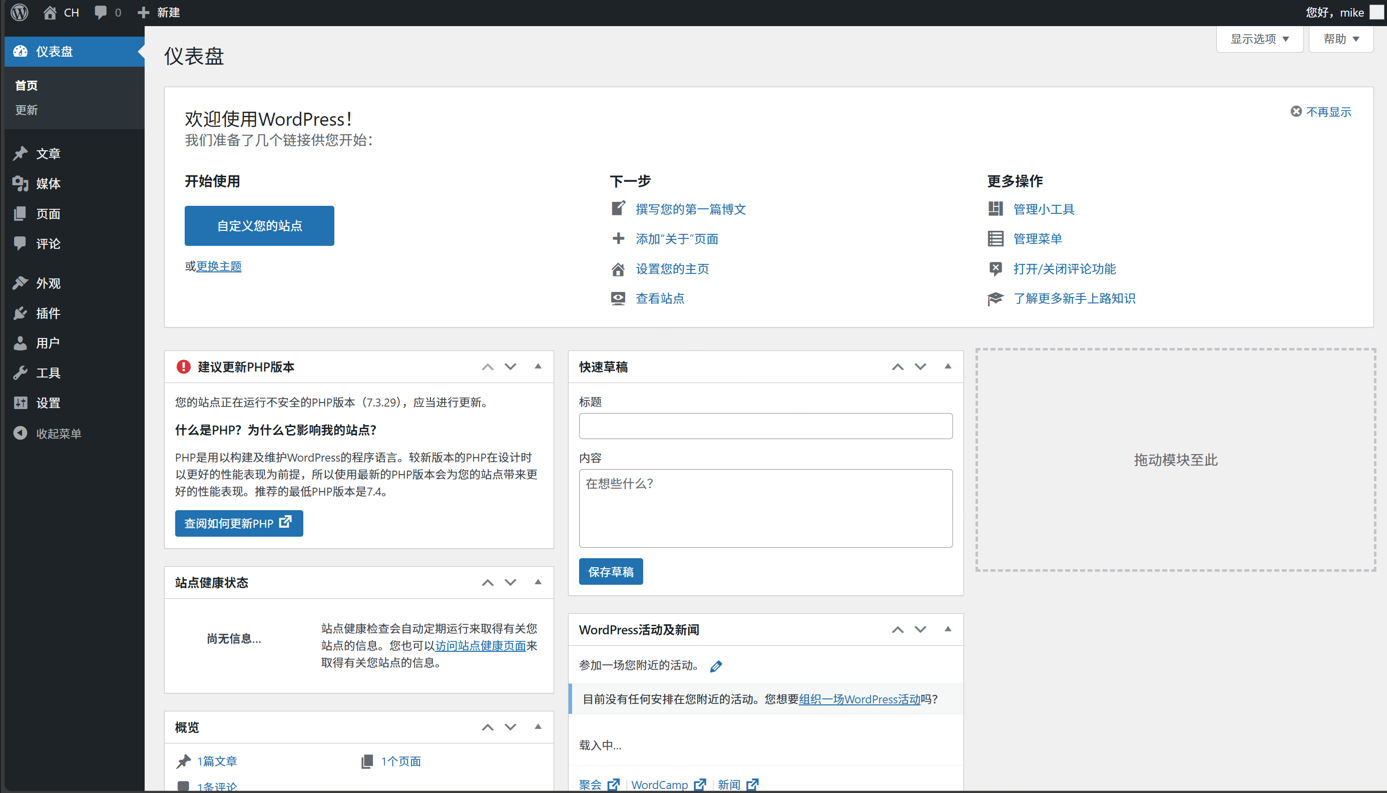 CH
0
新建
您好，mike
仪表盘
首页
更新
文章
媒体
页面
评论
外观
插件
用户
工具
设置
收起菜单
显示选项
帮助
仪表盘
欢迎使用WordPress！
我们准备了几个链接供您开始：
不再显示
开始使用
自定义您的站点
或更换主题
下一步
撰写您的第一篇博文
添加“关于”页面
设置您的主页
查看站点
更多操作
管理小工具
管理菜单
打开/关闭评论功能
了解更多新手上路知识
建议更新PHP版本
您的站点正在运行不安全的PHP版本（7.3.29），应当进行更新。
什么是PHP？为什么它影响我的站点？
PHP是用以构建及维护WordPress的程序语言。较新版本的PHP在设计时
以更好的性能表现为前提，所以使用最新的PHP版本会为您的站点带来更
好的性能表现。推荐的最低PHP版本是7.4。
查阅如何更新PHP
站点健康状态
尚无信息…
站点健康检查会自动定期运行来取得有关您
站点的信息。您也可以访问站点健康页面来
取得有关您站点的信息。
概览
1篇文章
1个页面
1条评论
快速草稿
标题
内容
在想些什么？
保存草稿
WordPress活动及新闻
参加一场您附近的活动。
目前没有任何安排在您附近的活动。您想要组织一场WordPress活动吗？
载入中…
聚会 | WordCamp | 新闻
拖动模块至此